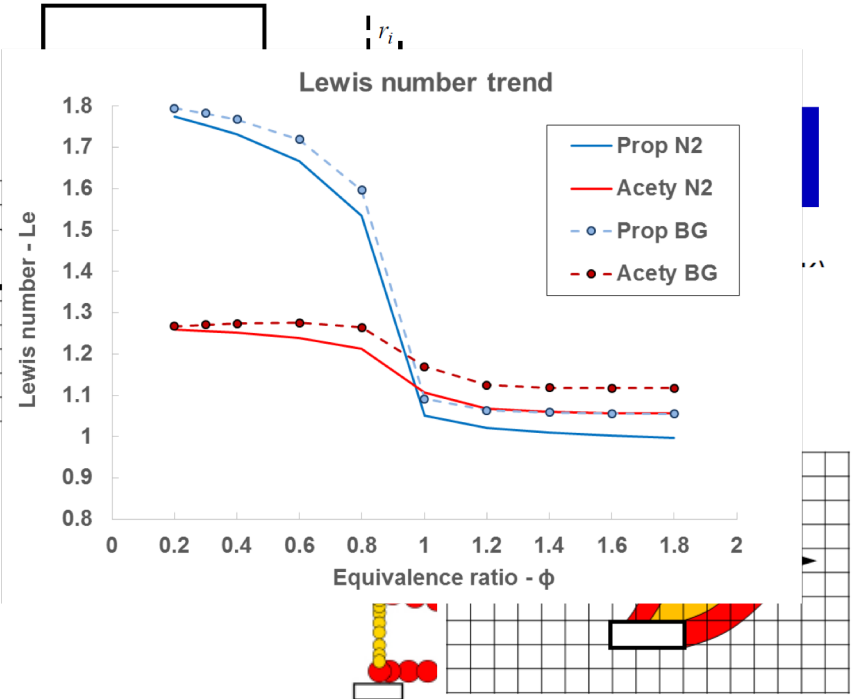 rᵢ
Lewis number trend
Lewis number - Le
1.8
1.7
1.6
1.5
1.4
1.3
1.2
1.1
1
0.9
0.8
0 0.2 0.4 0.6 0.8 1 1.2 1.4 1.6 1.8 2
Equivalence ratio - ϕ
Prop N2
Acety N2
Prop BG
Acety BG